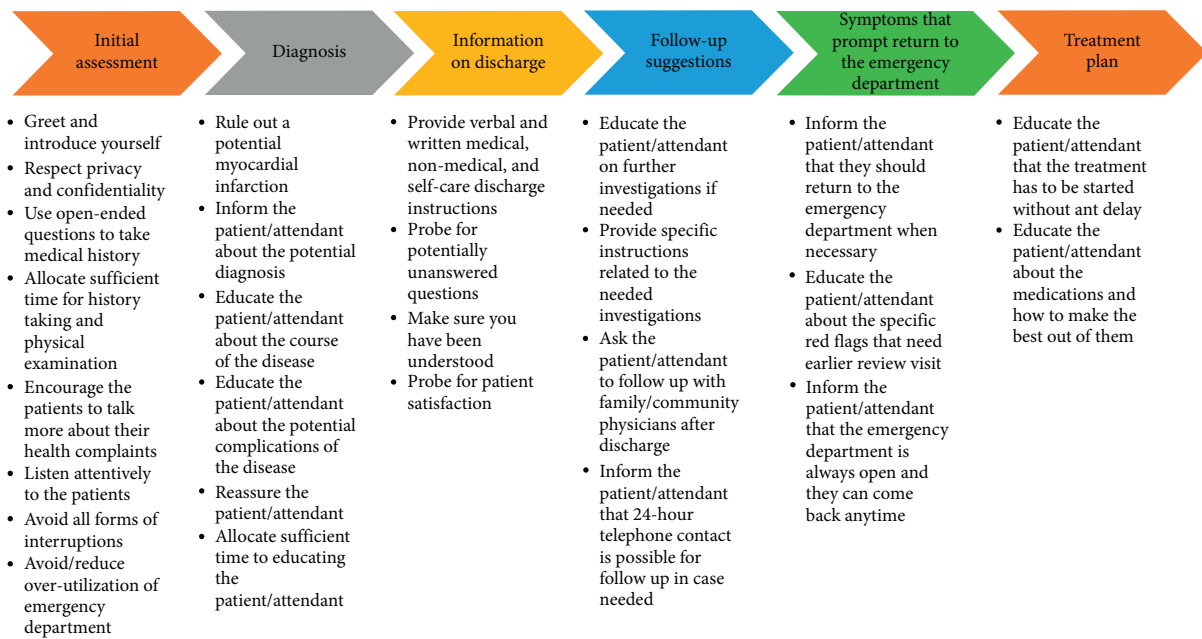 Initial
assessment
Diagnosis
Information
on discharge
Follow-up
suggestions
Symptoms that
prompt return to
the emergency
department
Treatment
plan
• Greet and
introduce yourself
• Respect privacy
and confidentiality
• Use open-ended
questions to take
medical history
• Allocate sufficient
time for history
taking and
physical
examination
• Encourage the
patients to talk
more about their
health complaints
• Listen attentively
to the patients
• Avoid all forms of
interruptions
• Avoid/reduce
over-utilization of
emergency
department
• Rule out a
potential
myocardial
infarction
• Inform the
patient/attendant
about the potential
diagnosis
• Educate the
patient/attendant
about the course
of the disease
• Educate the
patient/attendant
about the potential
complications of
the disease
• Reassure the
patient/attendant
• Allocate sufficient
time to educating
the
patient/attendant
• Provide verbal and
written medical,
non-medical, and
self-care discharge
instructions
• Probe for
potentially
unanswered
questions
• Make sure you
have been
understood
• Probe for patient
satisfaction
• Educate the
patient/attendant
on further
investigations if
needed
• Provide specific
instructions
related to the
needed
investigations
• Ask the
patient/attendant
to follow up with
family/community
physicians after
discharge
• Inform the
patient/attendant
that 24-hour
telephone contact
is possible for
follow up in case
needed
• Inform the
patient/attendant
that they should
return to the
emergency
department when
necessary
• Educate the
patient/attendant
about the specific
red flags that need
earlier review visit
• Inform the
patient/attendant
that the emergency
department is
always open and
they can come
back anytime
• Educate the
patient/attendant
that the treatment
has to be started
without ant delay
• Educate the
patient/attendant
about the
medications and
how to make the
best out of them